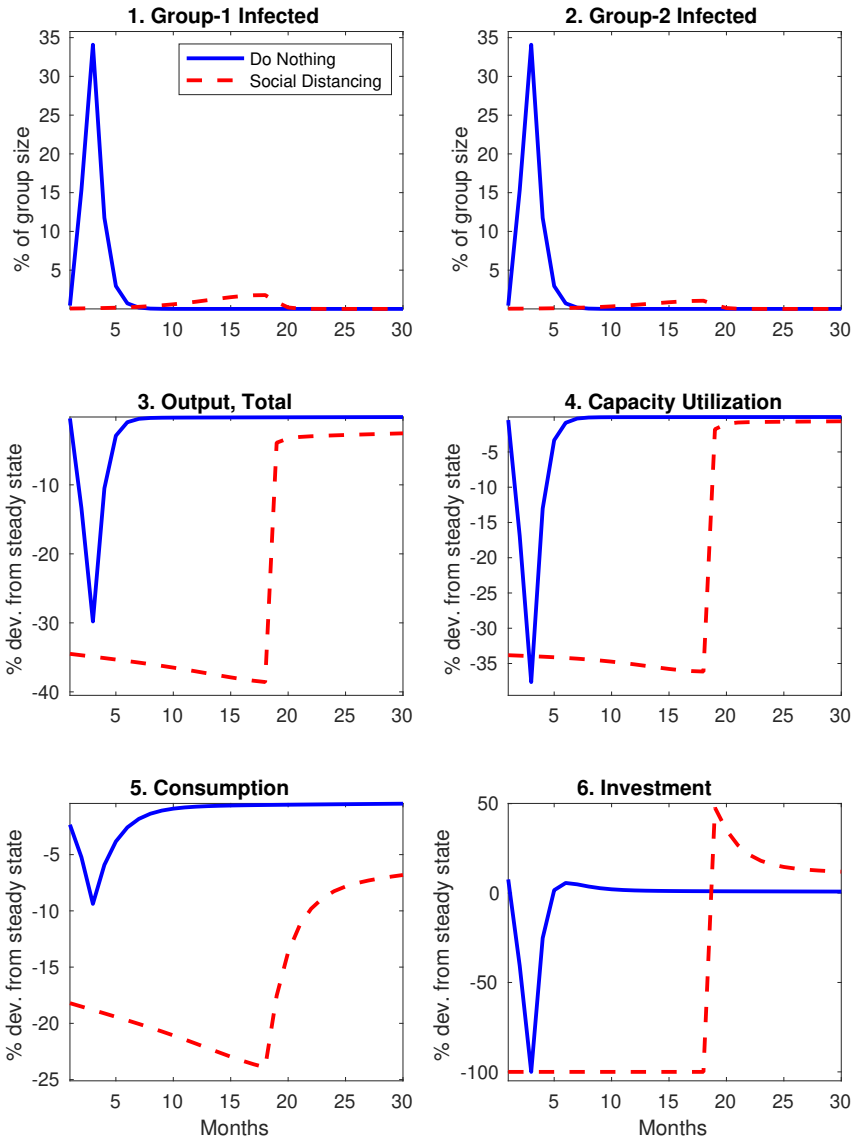 1. Group-1 Infected
35
30
25
20
15
10
5
% of group size
Do Nothing
Social Distancing
5 10 15 20 25 30
2. Group-2 Infected
35
30
25
20
15
10
5
% of group size
5 10 15 20 25 30
3. Output, Total
-10
-20
-30
-40
% dev. from steady state
5 10 15 20 25 30
4. Capacity Utilization
-5
-10
-15
-20
-25
-30
-35
% dev. from steady state
5 10 15 20 25 30
5. Consumption
-5
-10
-15
-20
-25
% dev. from steady state
5 10 15 20 25 30
Months
6. Investment
50
0
-50
-100
% dev. from steady state
5 10 15 20 25 30
Months